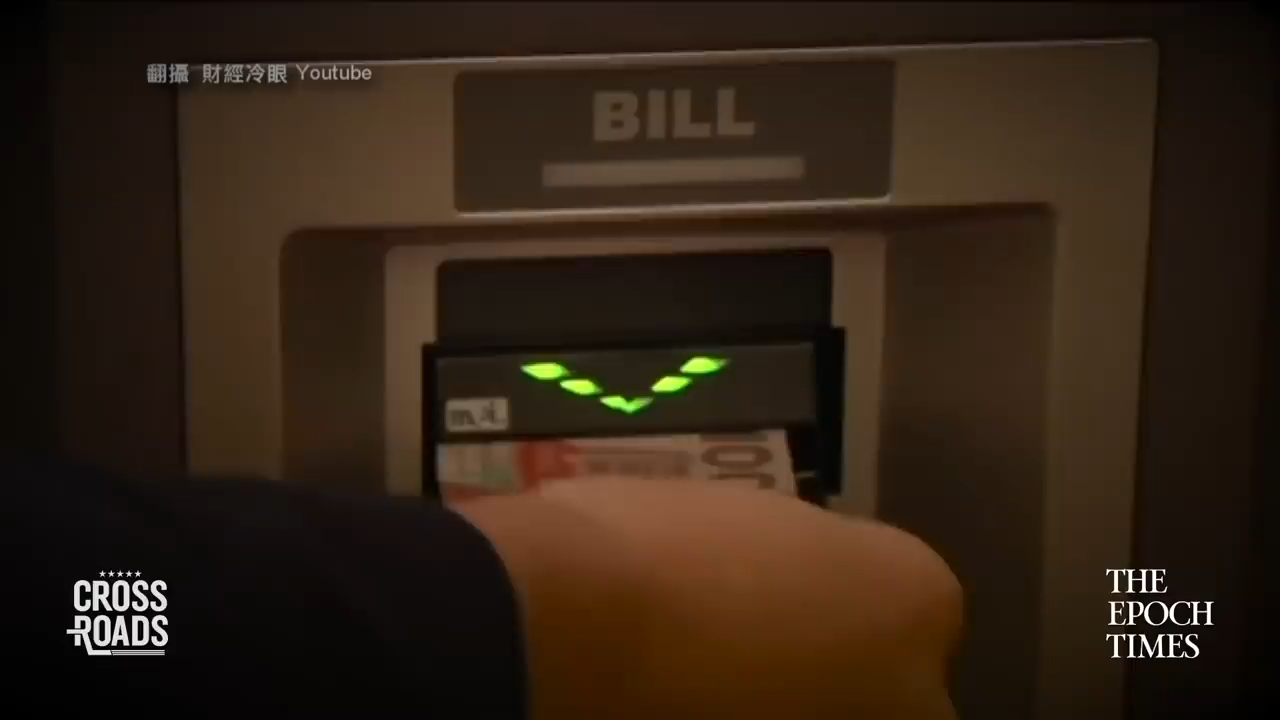 翻攝 財經冷眼 Youtube
BILL
CROSS
ROADS
THE
EPOCH
TIMES